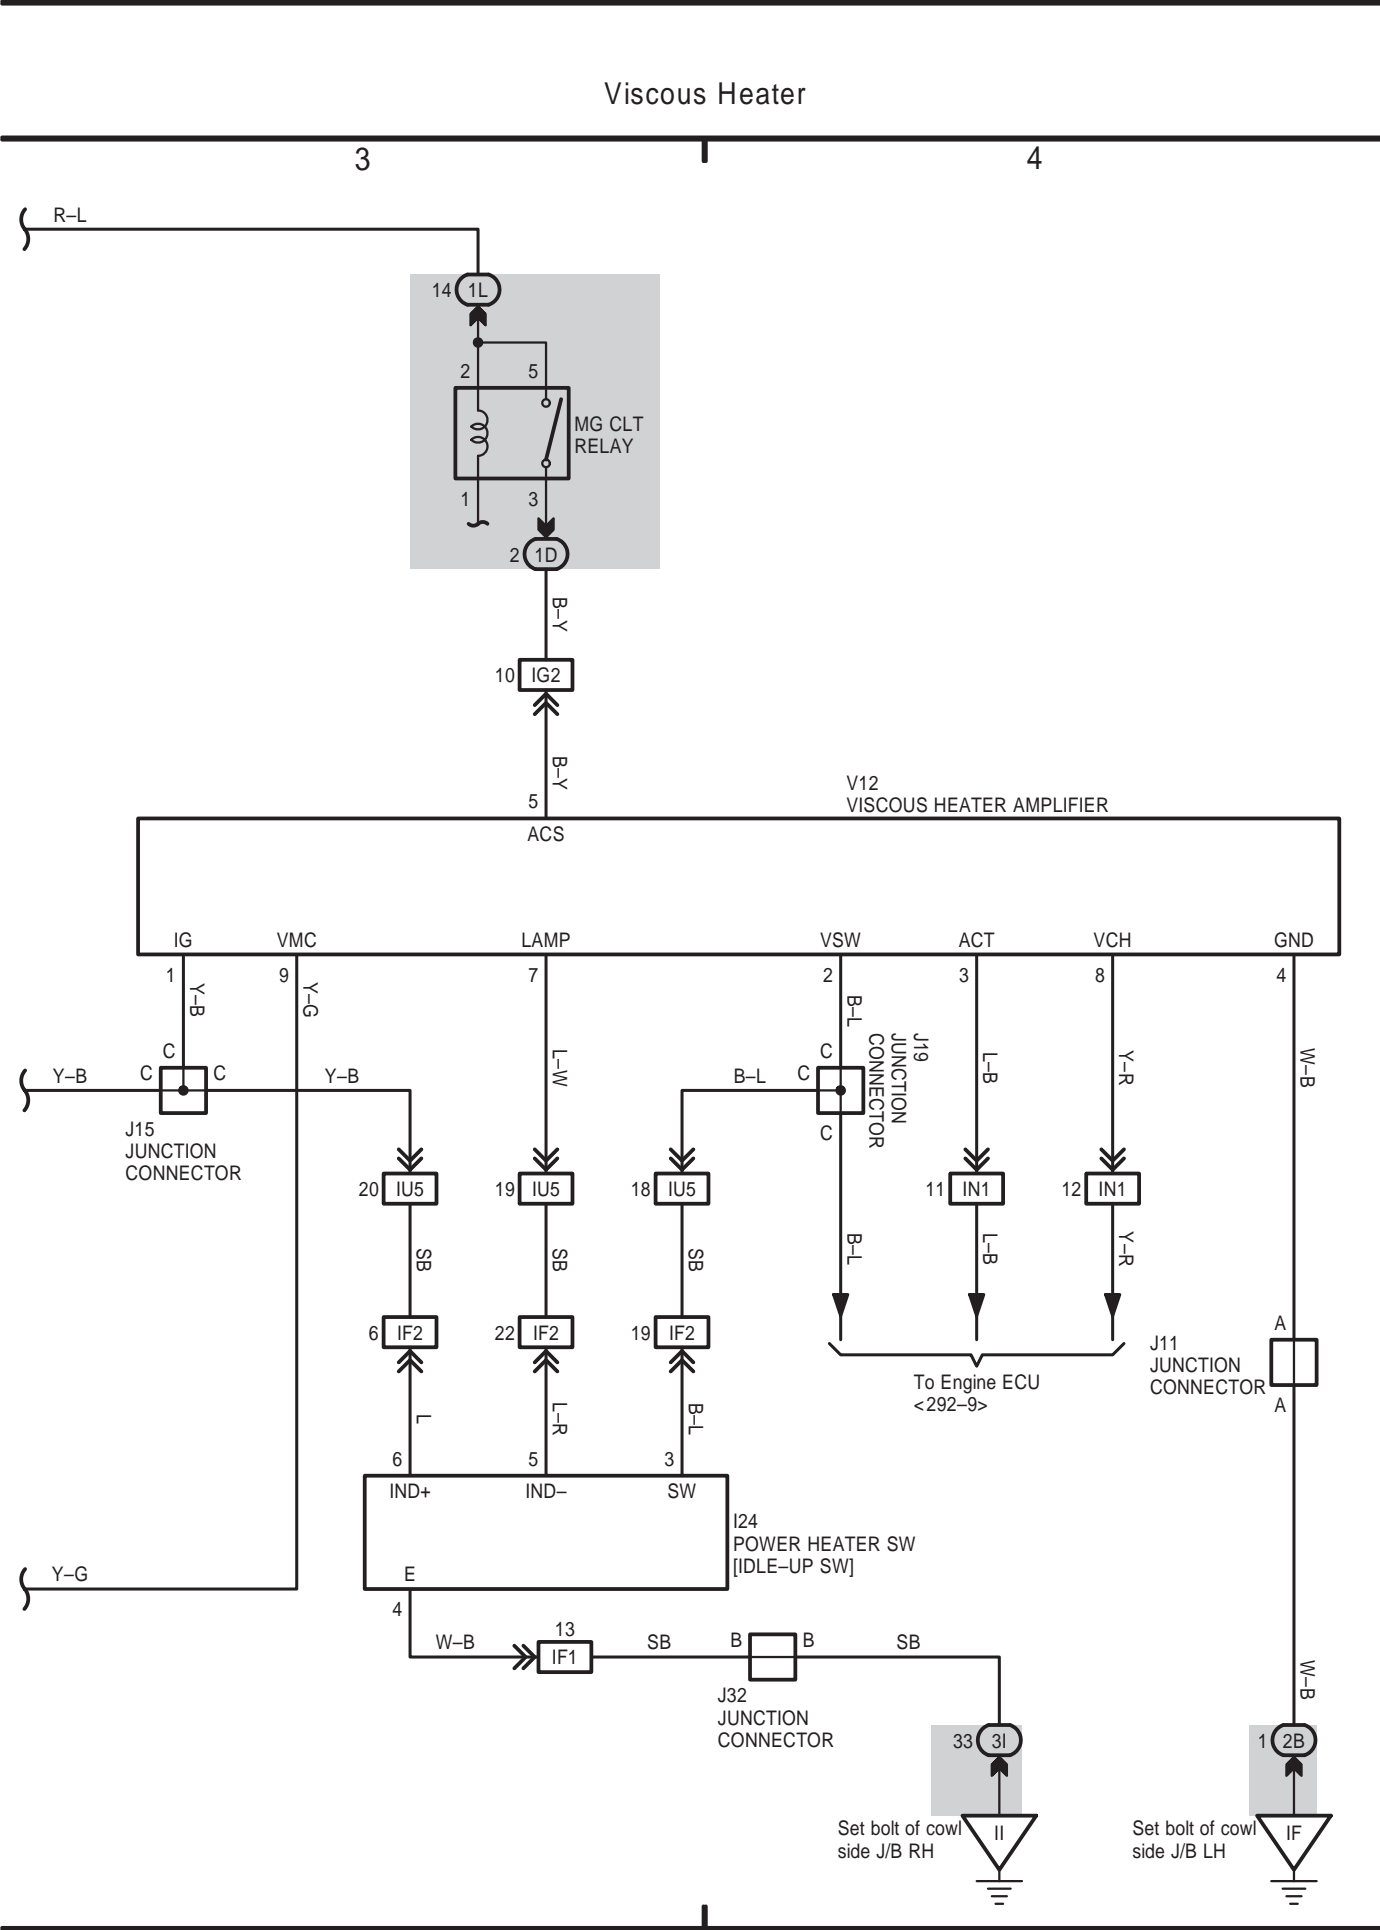 Viscous Heater
3
4
R–L
14
1L
2
5
MG CLT
RELAY
1
3
2
1D
B–Y
10
IG2
B–Y
5
V12
VISCOUS HEATER AMPLIFIER
ACS
IG
VMC
LAMP
VSW
ACT
VCH
GND
1
9
7
2
3
8
4
Y–B
Y–G
B–L
J19
JUNCTION
CONNECTOR
C
C
L–W
L–B
Y–R
W–B
Y–B
C
C
Y–B
B–L
C
C
J15
JUNCTION
CONNECTOR
20
IU5
19
IU5
18
IU5
11
IN1
12
IN1
SB
SB
SB
B–L
L–B
Y–R
6
IF2
22
IF2
19
IF2
A
J11
JUNCTION
CONNECTOR
A
To Engine ECU
<292–9>
L
L–R
B–L
6
5
3
IND+
IND–
SW
I24
POWER HEATER SW
[IDLE–UP SW]
E
Y–G
4
W–B
13
IF1
SB
B
B
SB
J32
JUNCTION
CONNECTOR
W–B
33
3I
1
2B
Set bolt of cowl
side J/B RH
II
Set bolt of cowl
side J/B LH
IF